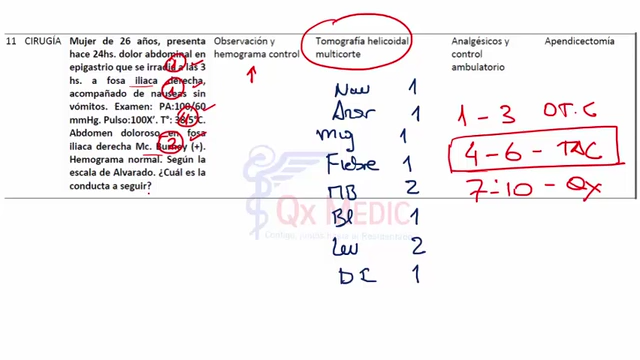 11 CIRUGÍA
Mujer de 26 años, presenta
hace 24hs. dolor abdominal en
epigastrio que se irradia a las 3
hs. a fosa iliaca derecha,
acompañado de nauseas sin
vómitos. Examen: PA:100/60
mmHg. Pulso:100X'. T°: 38.5°C.
Abdomen doloroso en fosa
iliaca derecha Mc. Burney (+).
Hemograma normal. Según la
escala de Alvarado. ¿Cuál es la
conducta a seguir?
Observación y
hemograma control
Tomografía helicoidal
multicorte
Analgésicos y
control
ambulatorio
Apendicectomía
Nau 1
Anor 1
Mig 1
Fiebre 1
MB 2
Bl 1
Leu 2
DI 1
1 - 3 OT. C
4 - 6 - TAC
7 - 10 - Qx
Qx MEDIC